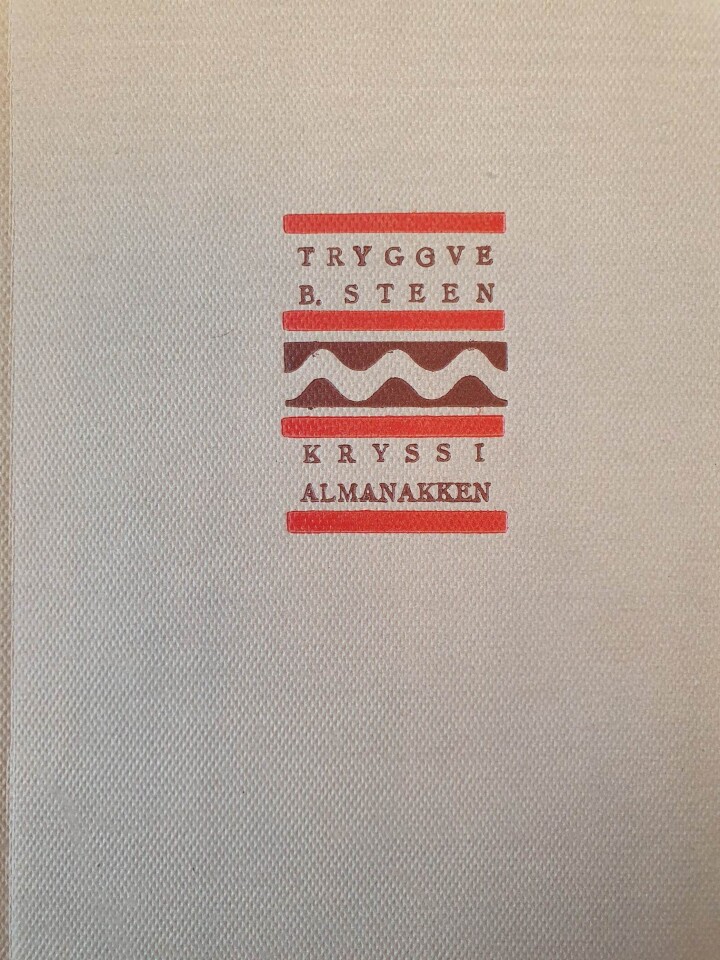 TRYGGVE
B. STEEN
KRYSS I
ALMANAKKEN